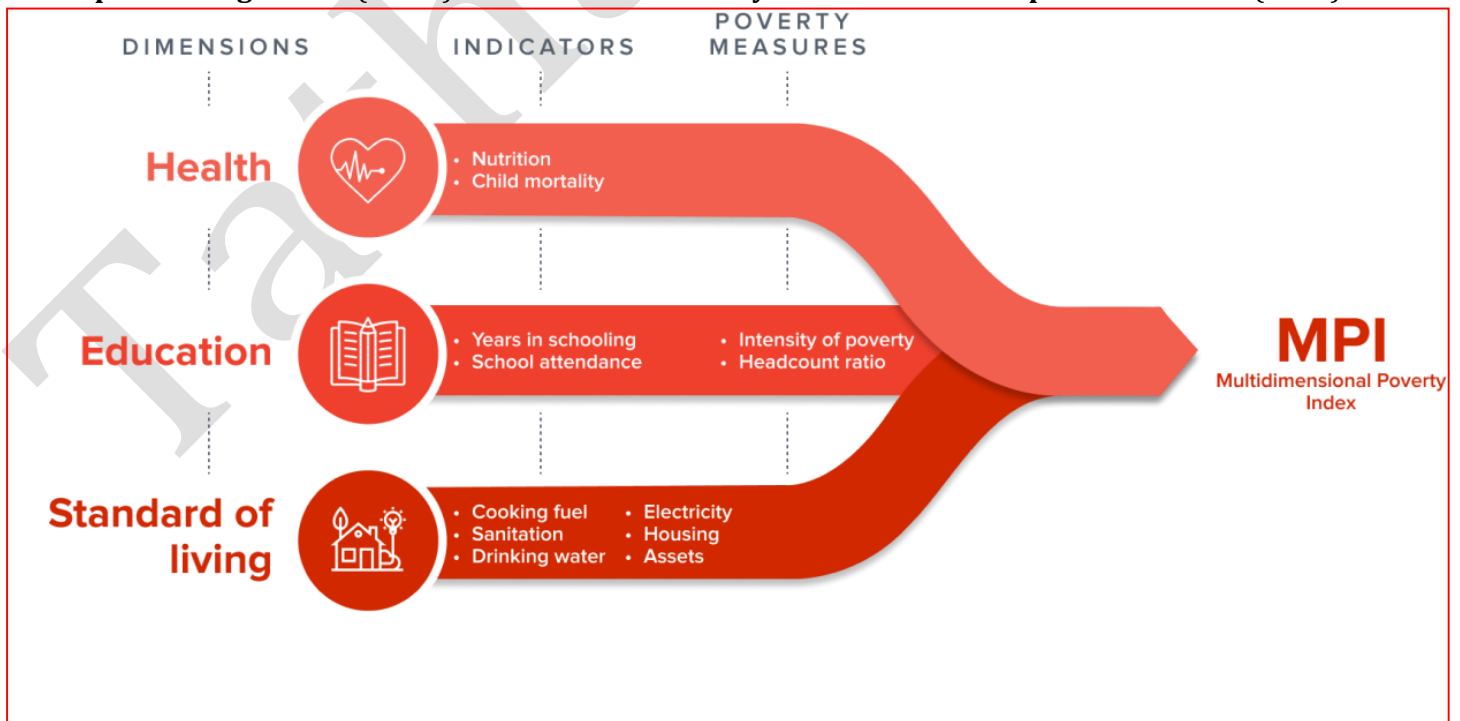 DIMENSIONS
INDICATORS
POVERTY
MEASURES
Health
• Nutrition
• Child mortality
Education
• Years in schooling
• School attendance
• Intensity of poverty
• Headcount ratio
Standard of
living
• Cooking fuel
• Sanitation
• Drinking water
• Electricity
• Housing
• Assets
MPI
Multidimensional Poverty
Index